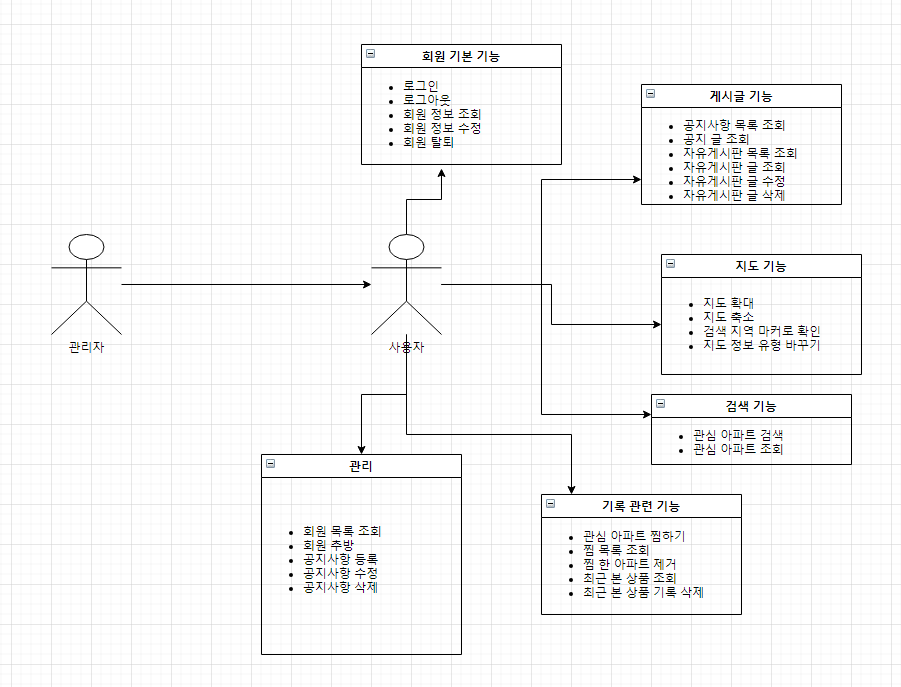 회원 기본 기능
로그인
로그아웃
회원 정보 조회
회원 정보 수정
회원 탈퇴
게시글 기능
공지사항 목록 조회
공지 글 조회
자유게시판 목록 조회
자유게시판 글 조회
자유게시판 글 수정
자유게시판 글 삭제
관리자
사용자
지도 기능
지도 확대
지도 축소
검색 지역 마커로 확인
지도 정보 유형 바꾸기
검색 기능
관심 아파트 검색
관심 아파트 조회
관리
회원 목록 조회
회원 추방
공지사항 등록
공지사항 수정
공지사항 삭제
기록 관련 기능
관심 아파트 찜하기
찜 목록 조회
찜 한 아파트 제거
최근 본 상품 조회
최근 본 상품 기록 삭제